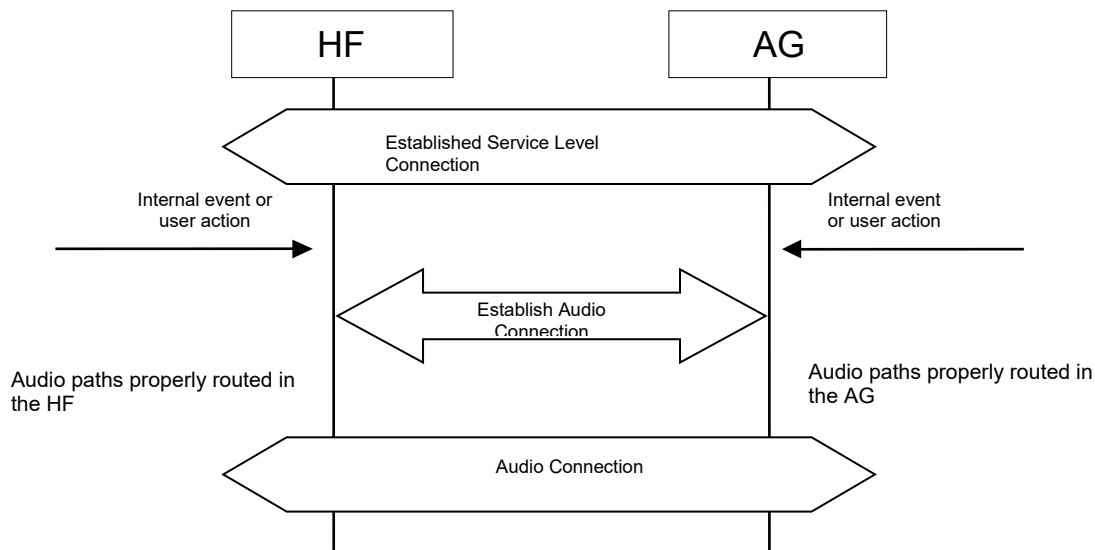 HF
AG
Established Service Level
Connection
Internal event or
user action
Internal event
or user action
Establish Audio
Connection
Audio paths properly routed in
the HF
Audio paths properly routed in
the AG
Audio Connection